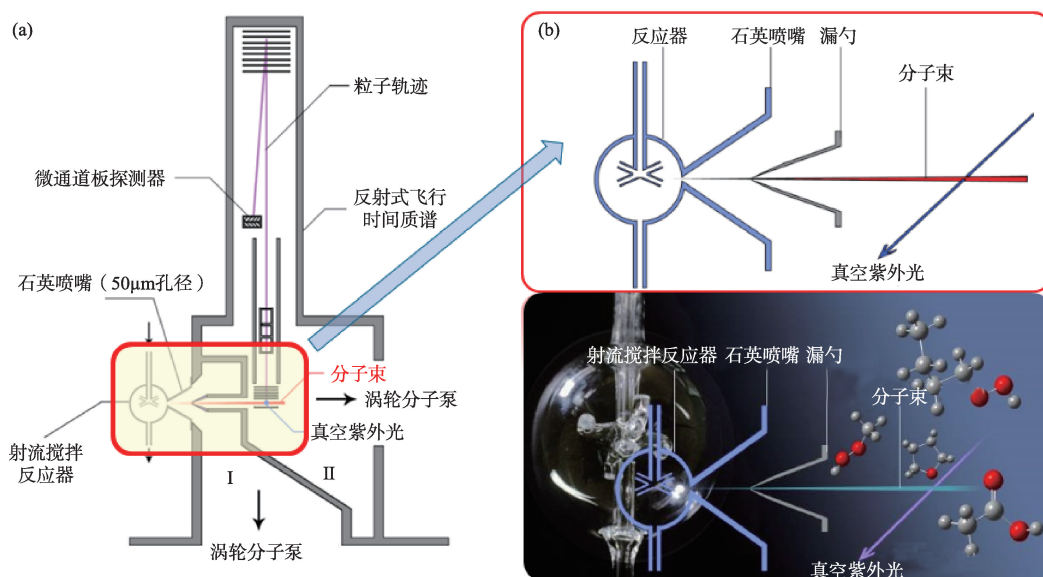 (a)
粒子轨迹
微通道板探测器
反射式飞行
时间质谱
石英喷嘴（50μm孔径）
分子束
涡轮分子泵
真空紫外光
射流搅拌
反应器
I
II
涡轮分子泵
(b)
反应器
石英喷嘴
漏勺
分子束
真空紫外光
射流搅拌反应器
石英喷嘴
漏勺
分子束
真空紫外光